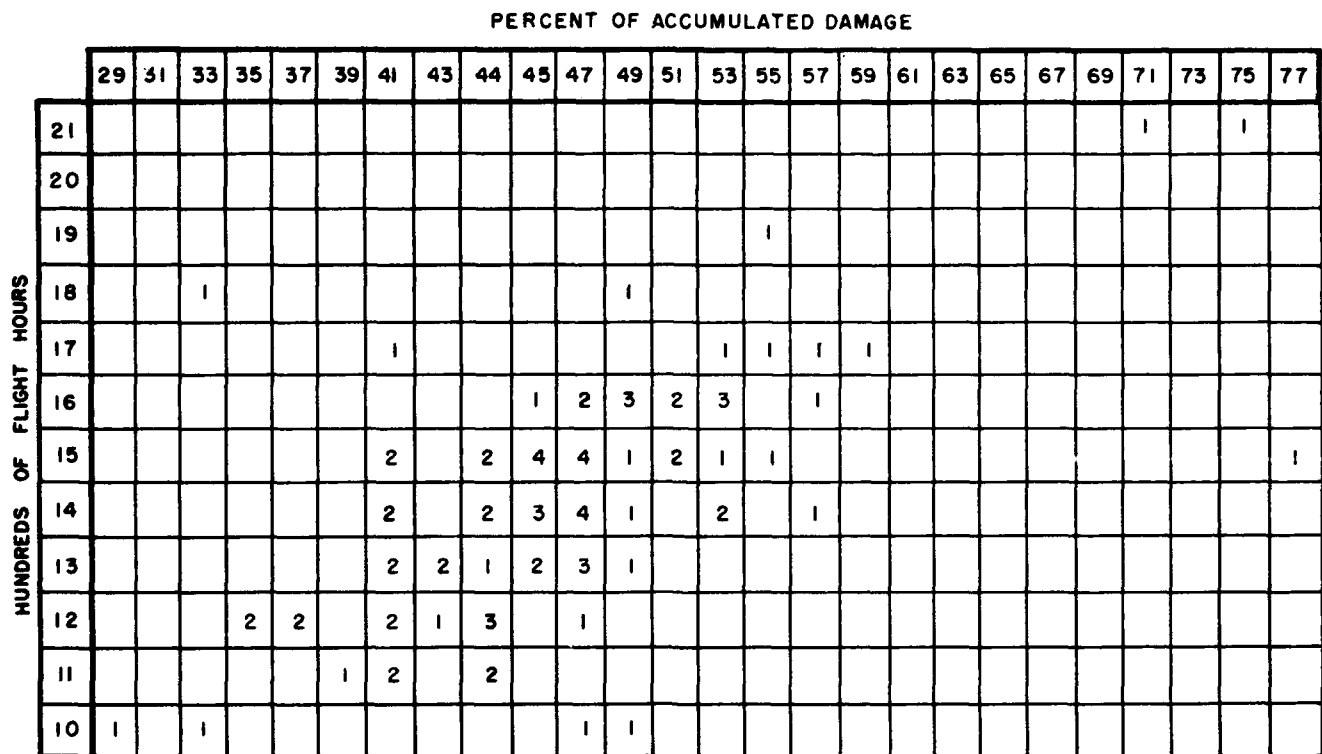 PERCENT OF ACCUMULATED DAMAGE
29 31 33 35 37 39 41 43 44 45 47 49 51 53 55 57 59 61 63 65 67 69 71 73 75 77
HUNDREDS OF FLIGHT HOURS
21 1 1
20
19 1
18 1 1
17 1 1 1 1 1
16 1 2 3 2 3 1
15 2 2 4 4 1 2 1 1 1
14 2 2 3 4 1 2 1
13 2 2 1 2 3 1
12 2 2 2 1 3 1
11 1 2 2
10 1 1 1 1